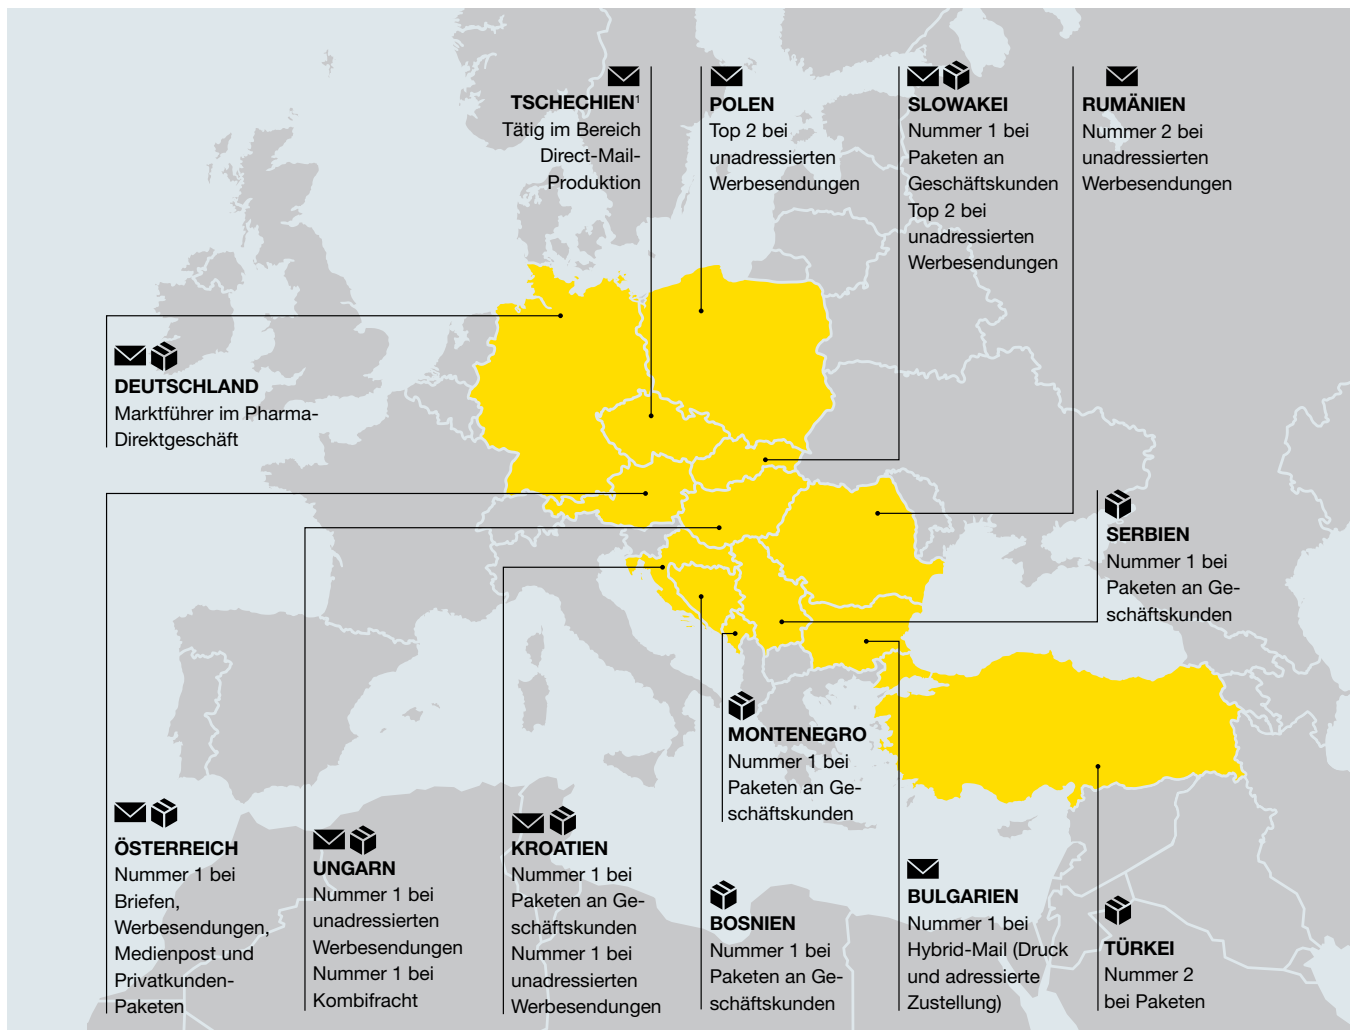 TSCHECHIEN¹
Tätig im Bereich
Direct-Mail-
Produktion
POLEN
Top 2 bei
unadressierten
Werbesendungen
SLOWAKEI
Nummer 1 bei
Paketen an
Geschäftskunden
Top 2 bei
unadressierten
Werbesendungen
RUMÄNIEN
Nummer 2 bei
unadressierten
Werbesendungen
DEUTSCHLAND
Marktführer im Pharma-
Direktgeschäft
SERBIEN
Nummer 1 bei
Paketen an Ge-
schäftskunden
MONTENEGRO
Nummer 1 bei
Paketen an Ge-
schäftskunden
ÖSTERREICH
Nummer 1 bei
Briefen,
Werbesendungen,
Medienpost und
Privatkunden-
Paketen
UNGARN
Nummer 1 bei
unadressierten
Werbesendungen
Nummer 1 bei
Kombifracht
KROATIEN
Nummer 1 bei
Paketen an Ge-
schäftskunden
Nummer 1 bei
unadressierten
Werbesendungen
BOSNIEN
Nummer 1 bei
Paketen an Ge-
schäftskunden
BULGARIEN
Nummer 1 bei
Hybrid-Mail (Druck
und adressierte
Zustellung)
TÜRKEI
Nummer 2
bei Paketen